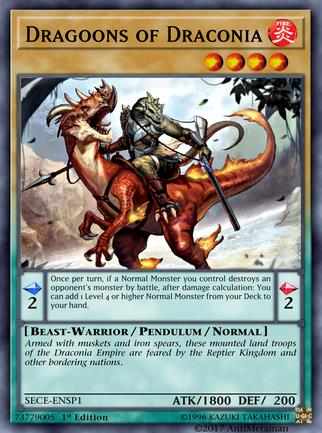 DRAGOONS OF DRACONIA
FIRE
炎
Once per turn, if a Normal Monster you control destroys an
opponent's monster by battle, after damage calculation: You
can add 1 Level 4 or higher Normal Monster from your Deck to
your hand.
2
2
[BEAST-WARRIOR / PENDULUM / NORMAL]
Armed with muskets and iron spears, these mounted land troops
of the Draconia Empire are feared by the Reptier Kingdom and
other bordering nations.
SECE-ENSP1
ATK/1800 DEF/ 200
73779005 1st Edition
©1996 KAZUKI TAKAHASHI
©2017 AntiMetaman